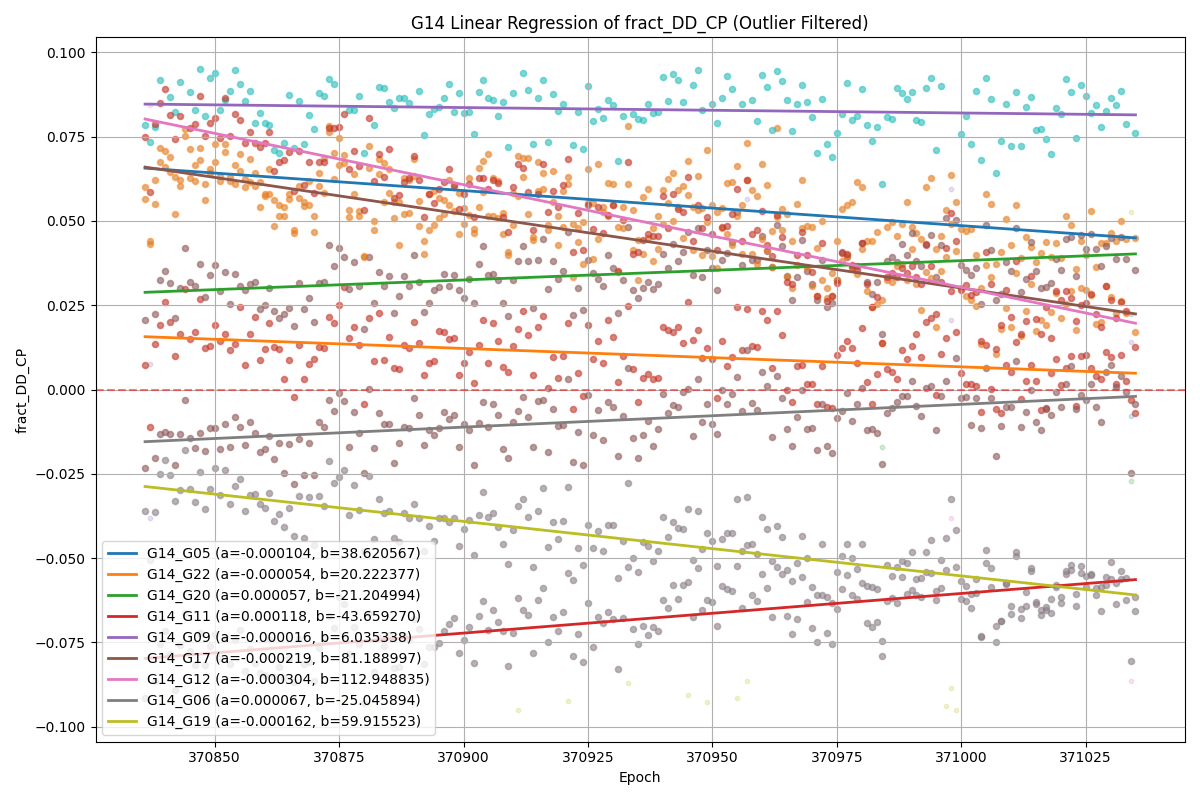 G14 Linear Regression of fract_DD_CP (Outlier Filtered)
0.100
0.075
0.050
0.025
0.000
−0.025
−0.050
−0.075
−0.100
fract_DD_CP
G14_G05 (a=-0.000104, b=38.620567)
G14_G22 (a=-0.000054, b=20.222377)
G14_G20 (a=0.000057, b=-21.204994)
G14_G11 (a=0.000118, b=-43.659270)
G14_G09 (a=-0.000016, b=6.035338)
G14_G17 (a=-0.000219, b=81.188997)
G14_G12 (a=-0.000304, b=112.948835)
G14_G06 (a=0.000067, b=-25.045894)
G14_G19 (a=-0.000162, b=59.915523)
370850
370875
370900
370925
370950
370975
371000
371025
Epoch